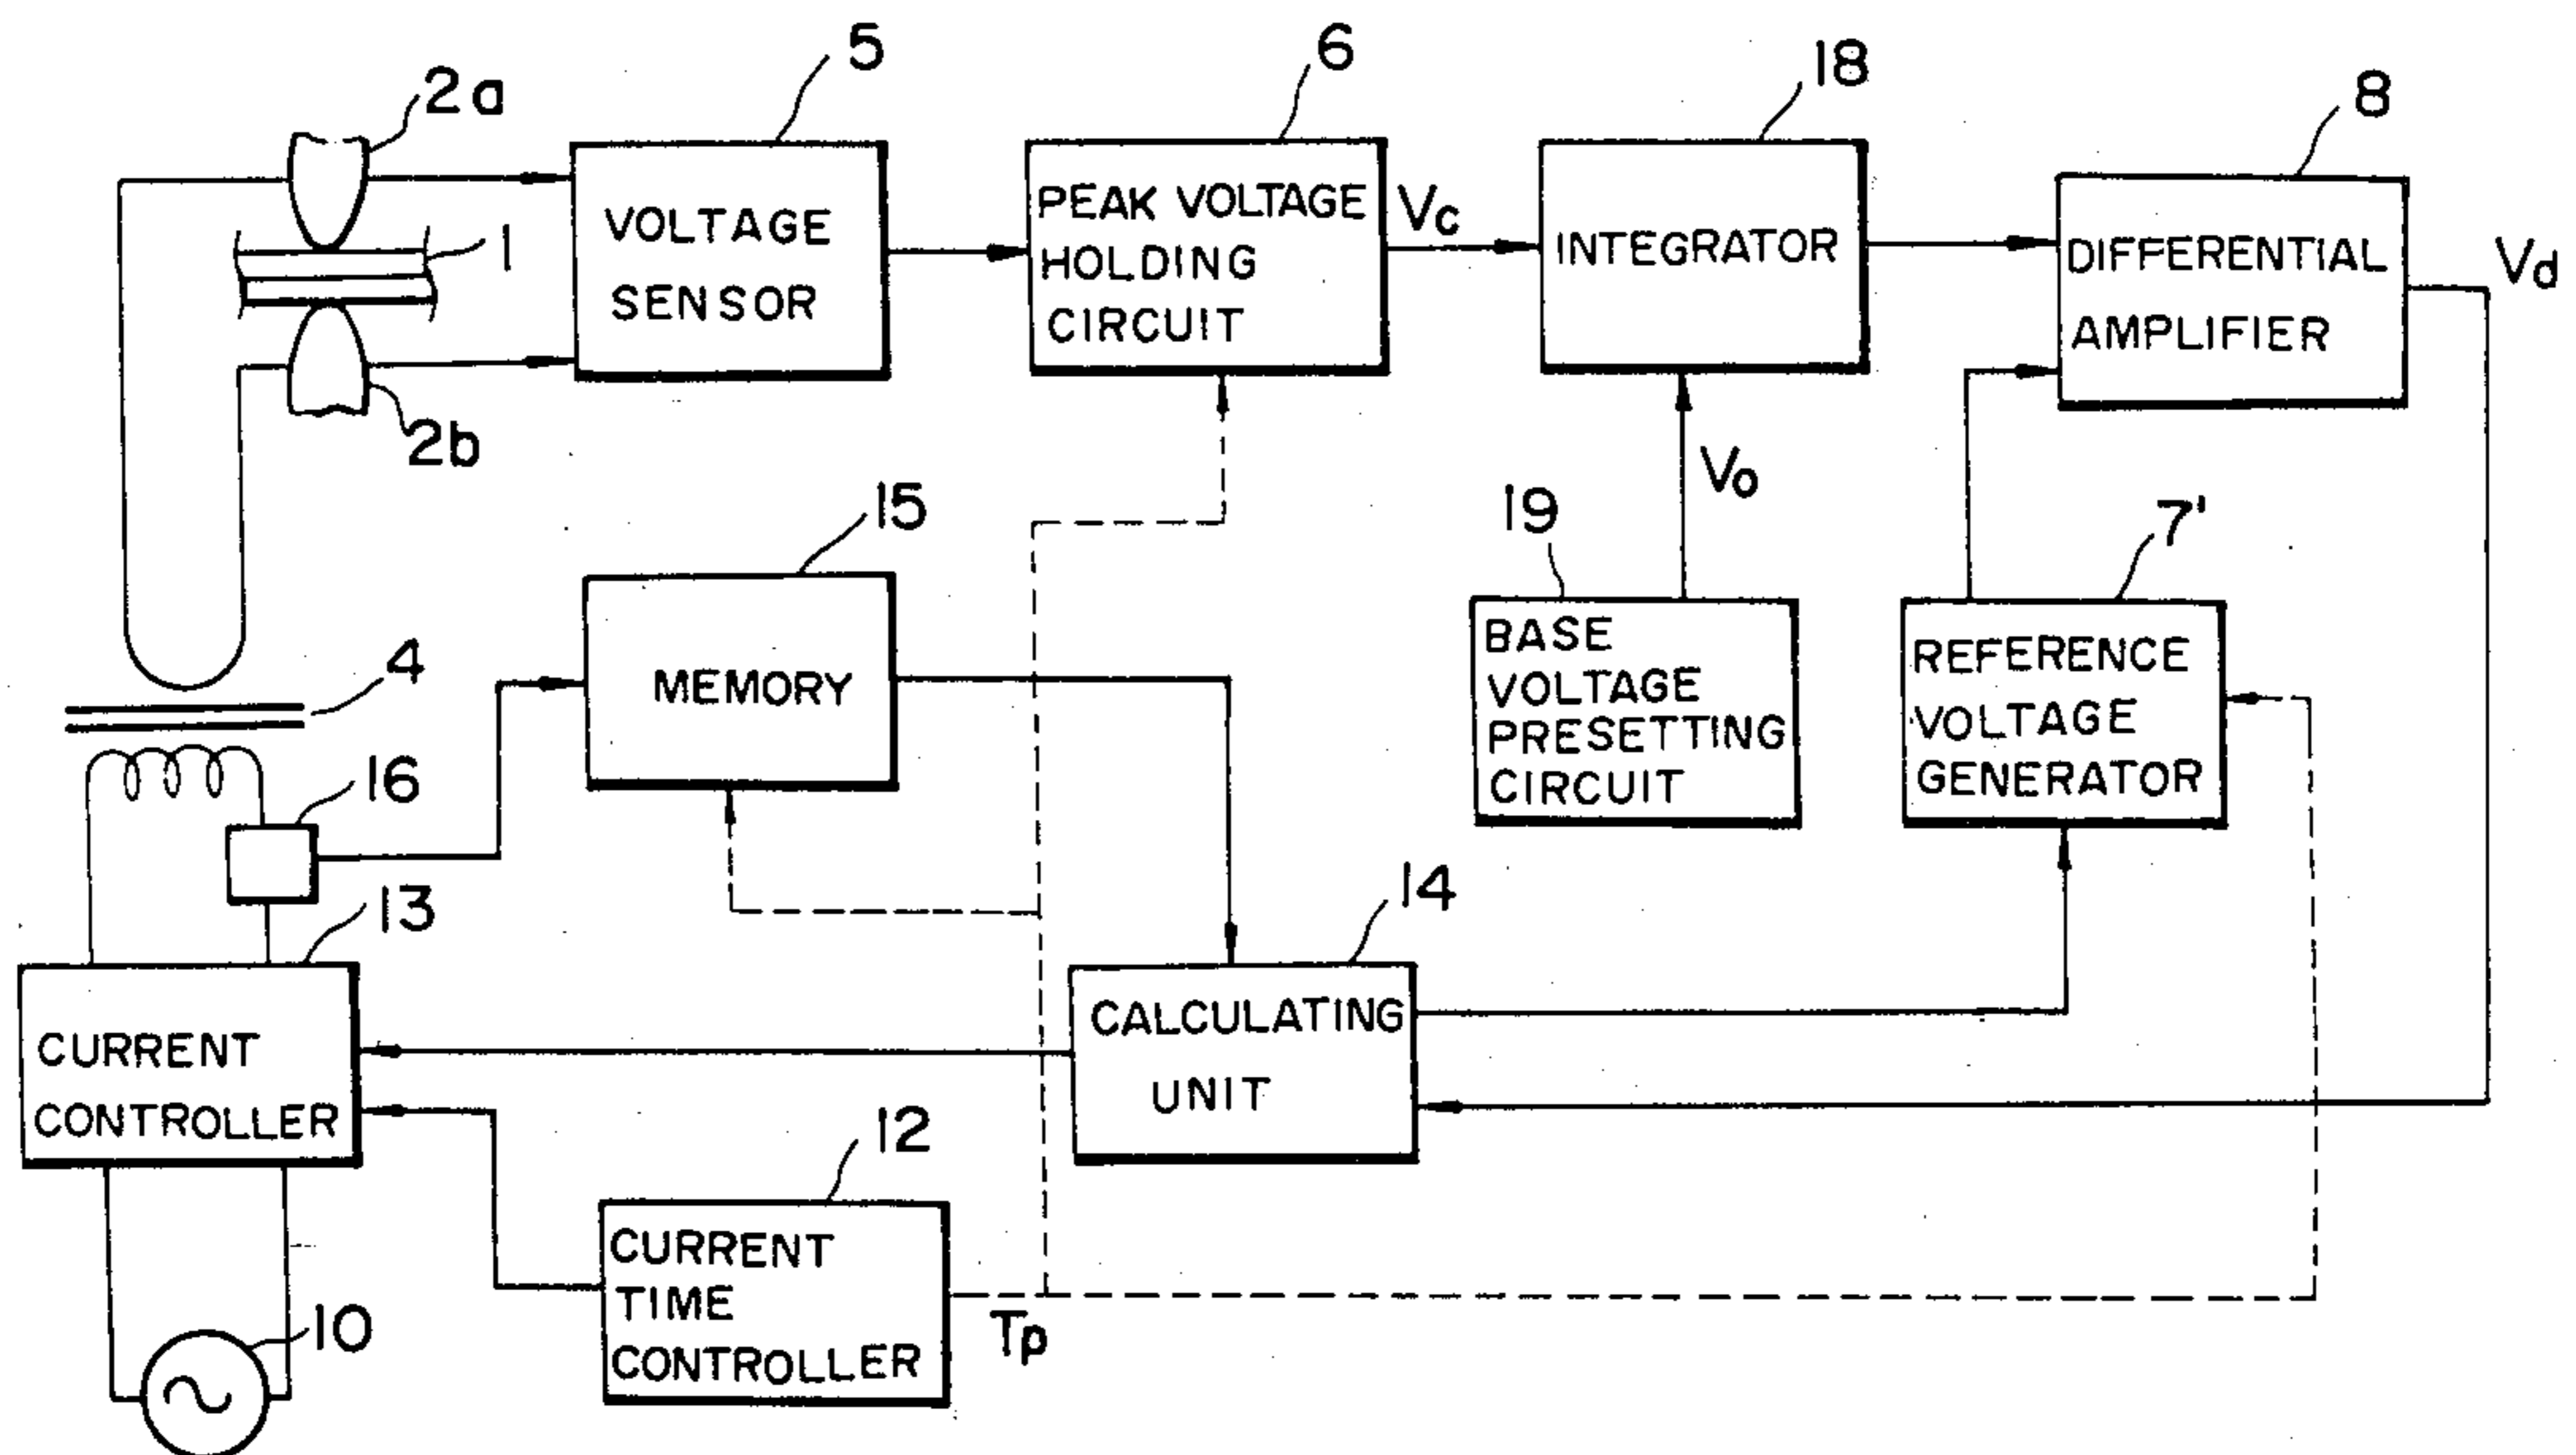 2a
5
6
18
8
1
VOLTAGE
SENSOR
PEAK VOLTAGE
HOLDING
CIRCUIT
Vc
INTEGRATOR
DIFFERENTIAL
AMPLIFIER
Vd
2b
15
Vo
19
7'
4
MEMORY
BASE
VOLTAGE
PRESETTING
CIRCUIT
REFERENCE
VOLTAGE
GENERATOR
16
13
14
CURRENT
CONTROLLER
CALCULATING
UNIT
12
CURRENT
TIME
CONTROLLER
Tp
10